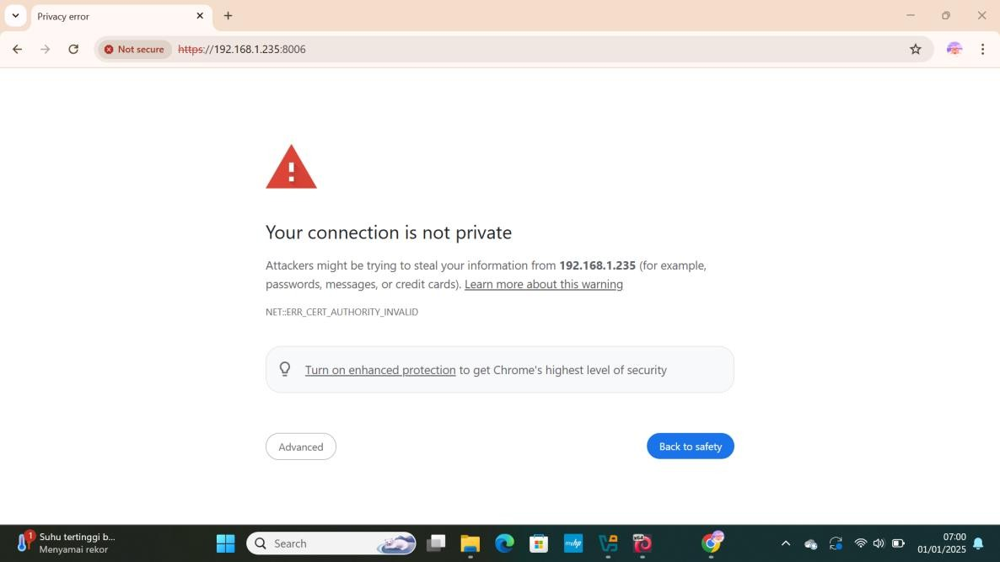 Privacy error
Not secure
https://192.168.1.235:8006
Your connection is not private
Attackers might be trying to steal your information from 192.168.1.235 (for example,
passwords, messages, or credit cards). Learn more about this warning
NET::ERR_CERT_AUTHORITY_INVALID
Turn on enhanced protection to get Chrome's highest level of security
Advanced
Back to safety
1
Suhu tertinggi b...
Menyamai rekor
Search
myhp
07:00
01/01/2025